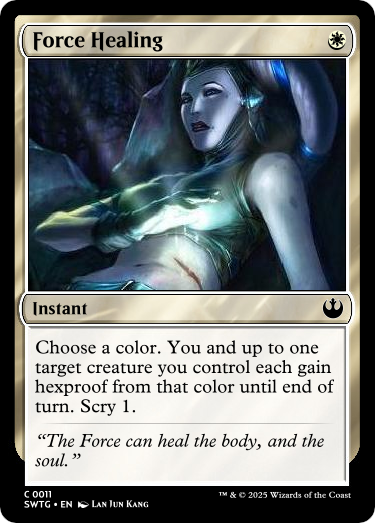 Force Healing
Instant
Choose a color. You and up to one
target creature you control each gain
hexproof from that color until end of
turn. Scry 1.
“The Force can heal the body, and the
soul.”
C 0011
SWTG • EN Lan Jun Kang
™ & © 2025 Wizards of the Coast